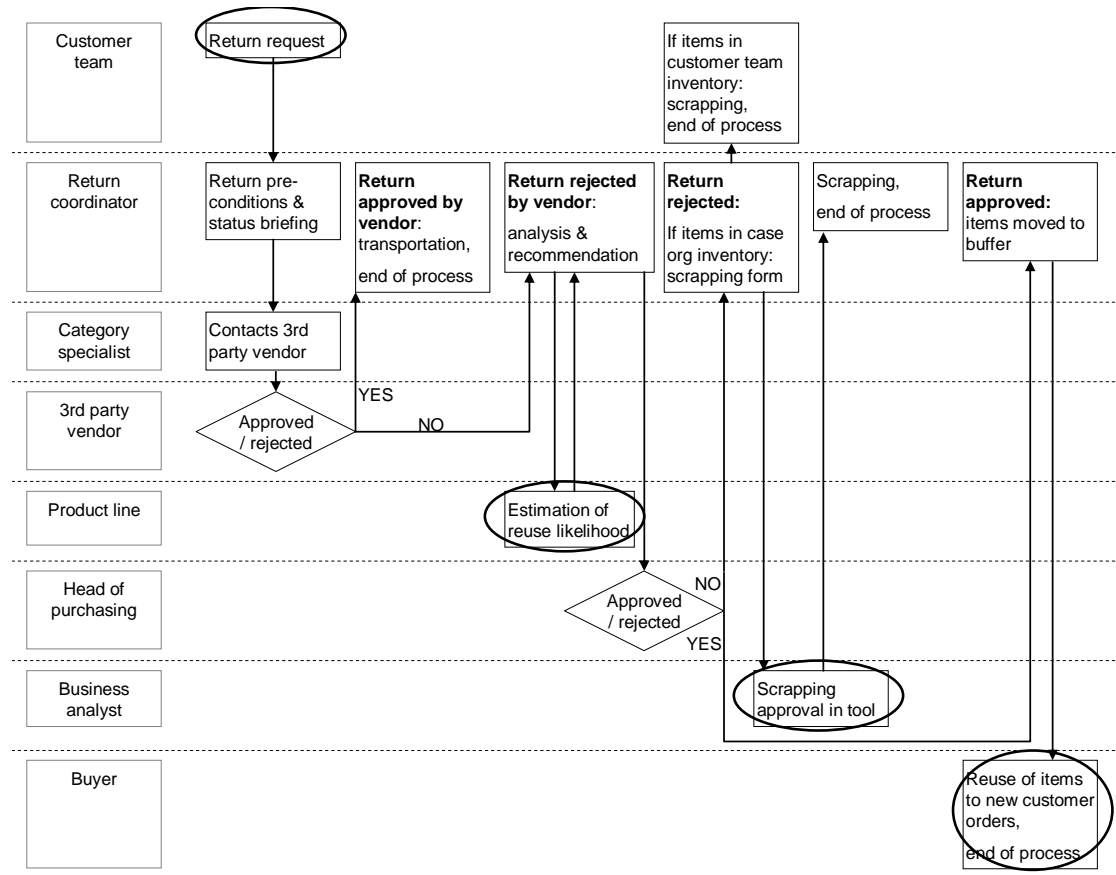 Customer
team
Return request
If items in
customer team
inventory:
scrapping,
end of process
Return
coordinator
Return pre-
conditions &
status briefing
Return
approved by
vendor:
transportation,
end of process
Return rejected
by vendor:
analysis &
recommendation
Return
rejected:
If items in case
org inventory:
scrapping form
Scrapping,
end of process
Return
approved:
items moved to
buffer
Category
specialist
Contacts 3rd
party vendor
3rd party
vendor
Approved
/ rejected
YES
NO
Product line
Estimation of
reuse likelihood
Head of
purchasing
Approved
/ rejected
NO
YES
Business
analyst
Scrapping
approval in tool
Buyer
Reuse of items
to new customer
orders,
end of process